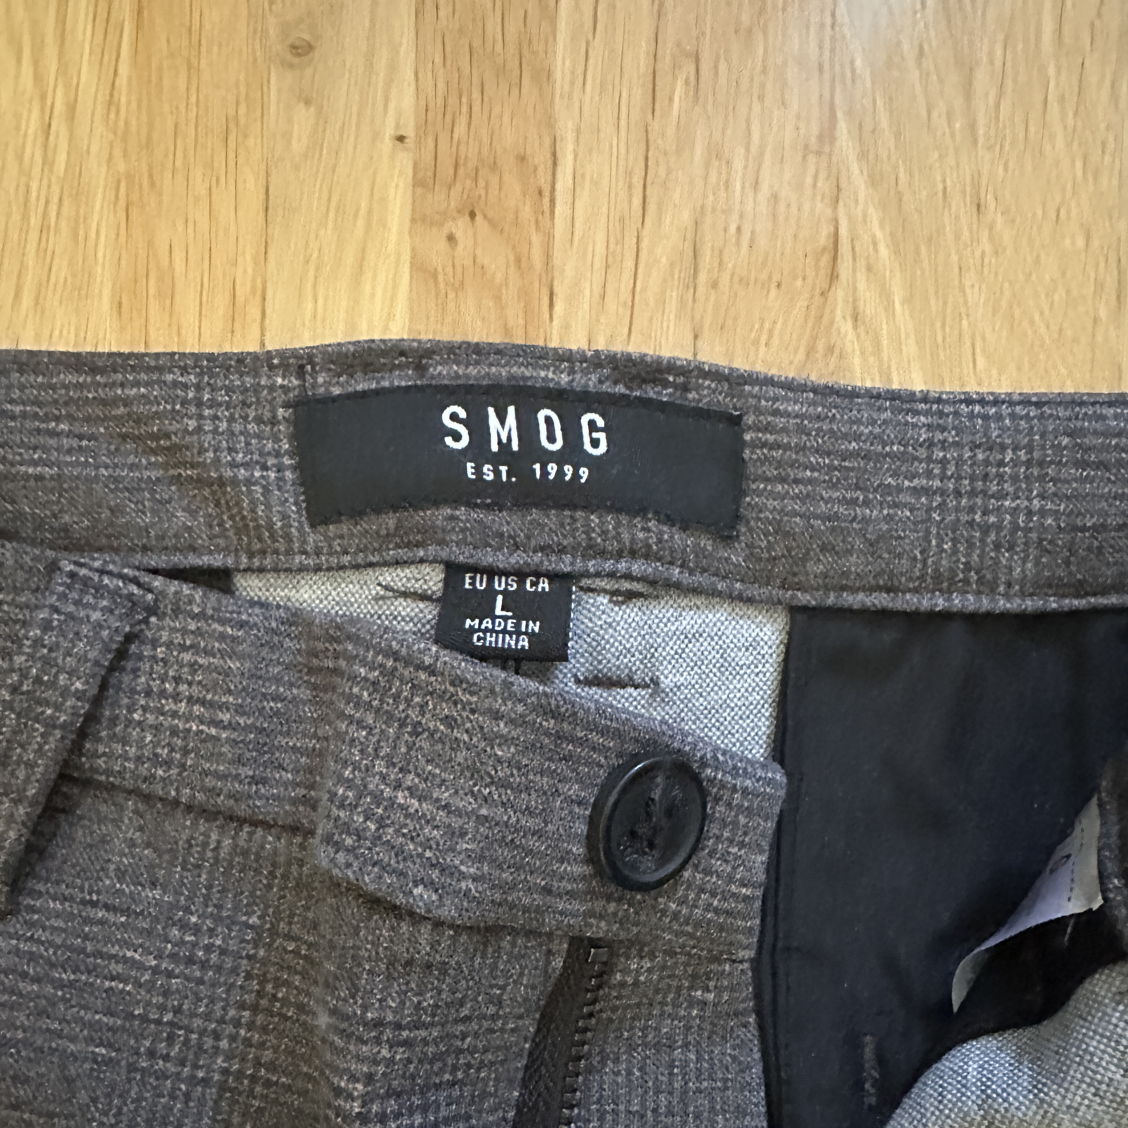 SMOG
EST. 1999
EU US CA
L
MADE IN
CHINA